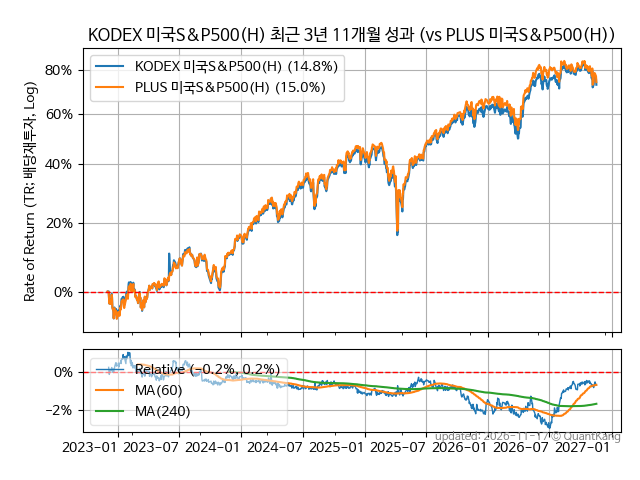 KODEX 미국S&P500(H) 최근 3년 11개월 성과 (vs PLUS 미국S&P500(H))
Rate of Return (TR: 배당재투자, Log)
80%
60%
40%
20%
0%
KODEX 미국S&P500(H) (14.8%)
PLUS 미국S&P500(H) (15.0%)
0%
−2%
Relative (−0.2%, 0.2%)
MA(60)
MA(240)
2023−01 2023−07 2024−01 2024−07 2025−01 2025−07 2026−01 2026−07 2027−01
updated: 2026−11−17 © QuantKang